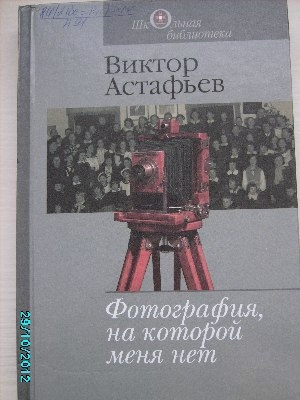 Школьная
библиотека
Виктор
Астафьев
Фотография,
на которой
меня нет
29/10/2012